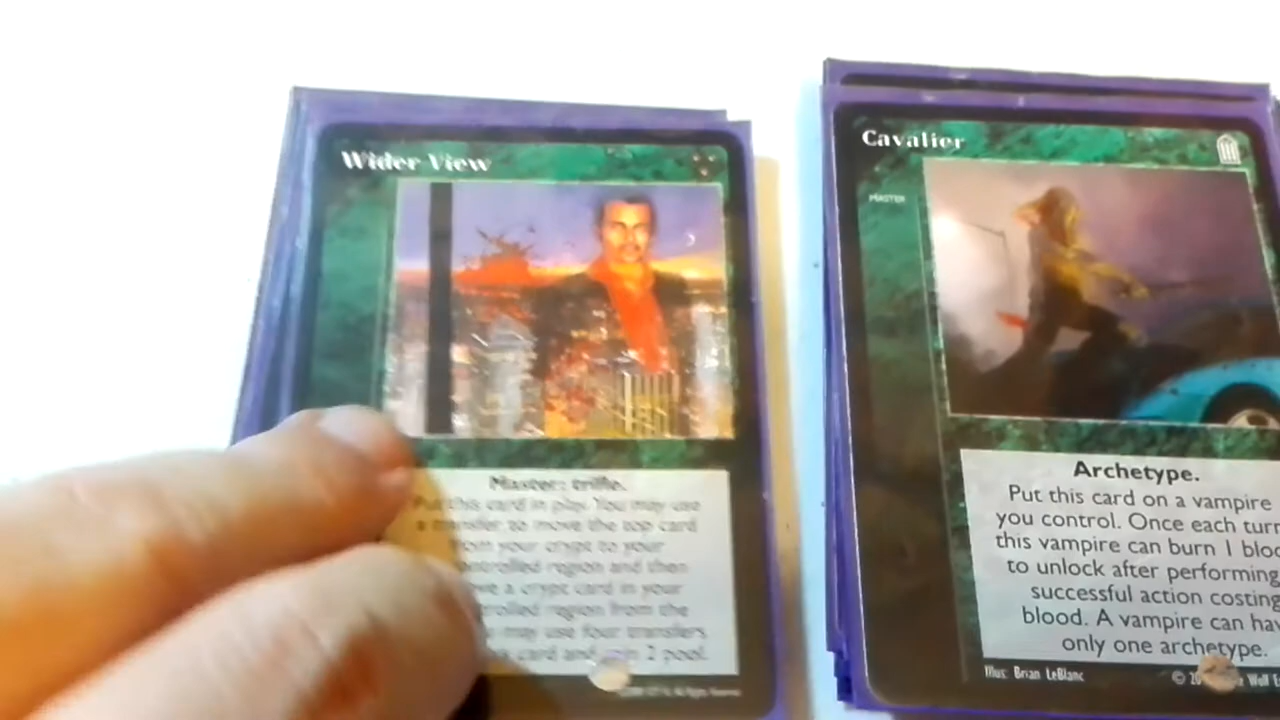 Wider View
Master: trifle.
Put this card in play. You may use
a transfer to move the top card
from your crypt to your
controlled region and then
a crypt card in your
region from the
may use four transfers
card and gain 2 pool.
Cavalier
MASTER
Archetype.
Put this card on a vampire
you control. Once each turn
this vampire can burn 1
to unlock after performing
successful action costing
blood. A vampire can
only one archetype.
Illus: Brian LeBlanc